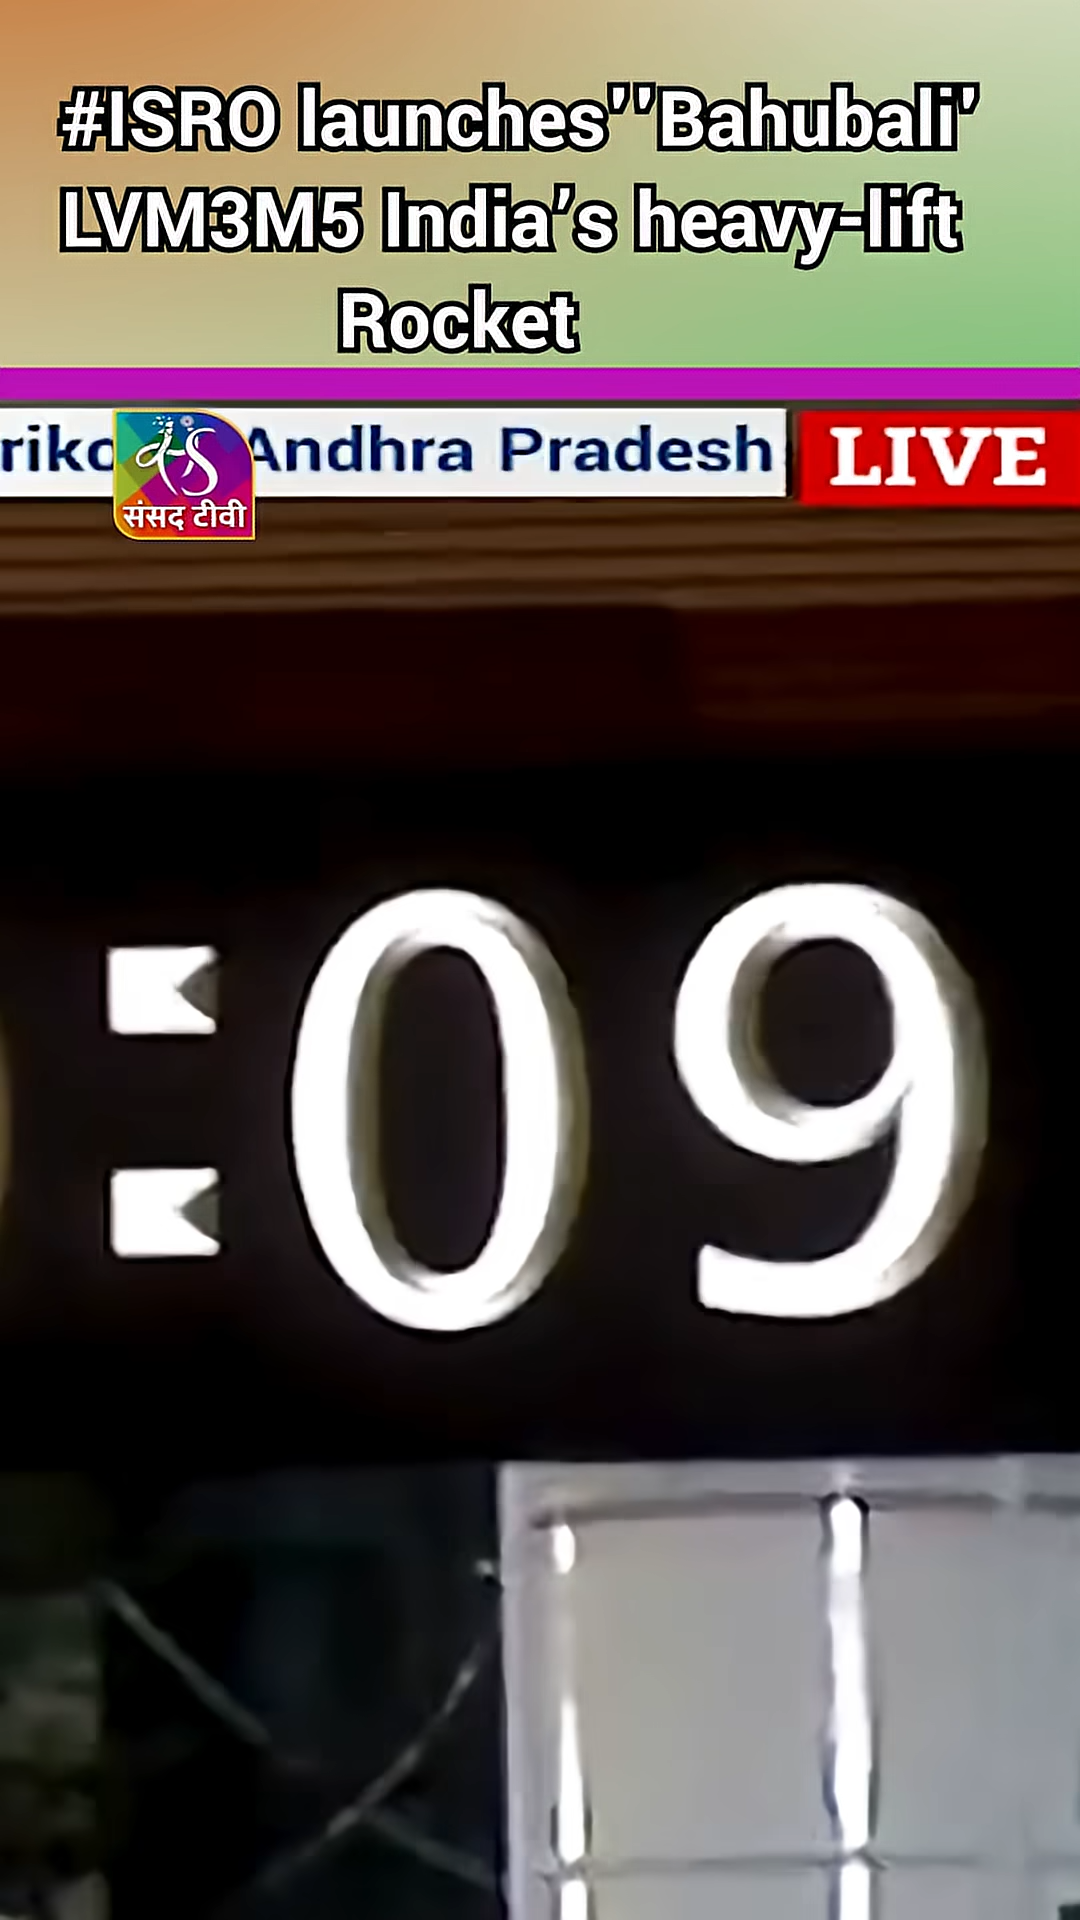 #ISRO launches''Bahubali'
LVM3M5 India’s heavy-lift
Rocket
riko Andhra Pradesh
LIVE
संसद टीवी
:09